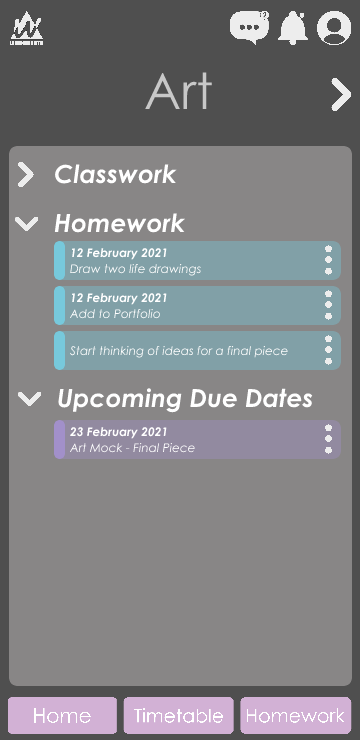 Art
Classwork
Homework
12 February 2021
Draw two life drawings
12 February 2021
Add to Portfolio
Start thinking of ideas for a final piece
Upcoming Due Dates
23 February 2021
Art Mock - Final Piece
Home
Timetable
Homework